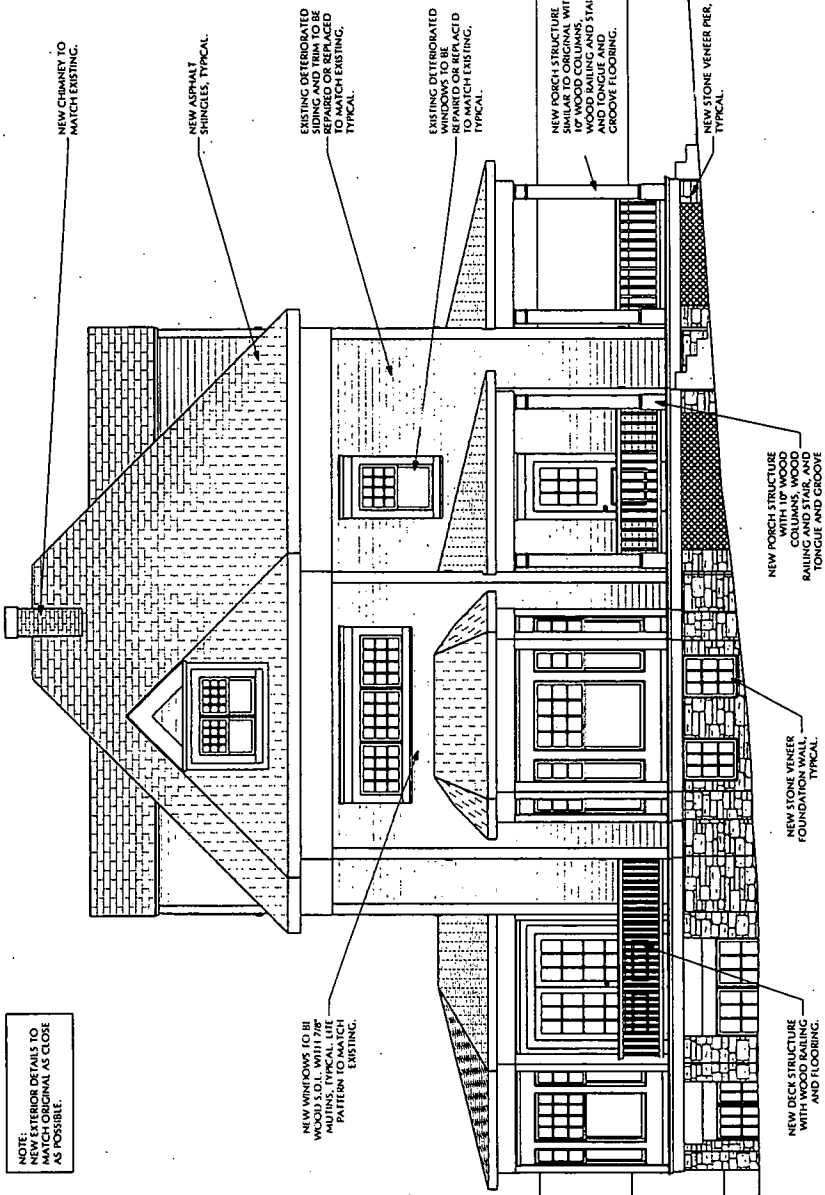 NOTE:
NEW EXTERIOR DETAILS TO
MATCH ORIGINAL AS CLOSE
AS POSSIBLE.
NEW CHIMNEY TO
MATCH EXISTING.
NEW ASPHALT
SHINGLES, TYPICAL.
EXISTING DETERIORATED
SIDING AND TRIM TO BE
REPAIRED OR REPLACED
TO MATCH EXISTING,
TYPICAL.
EXISTING DETERIORATED
WINDOWS TO BE
REPAIRED OR REPLACED
TO MATCH EXISTING,
TYPICAL.
NEW PORCH STRUCTURE
SIMILAR TO ORIGINAL WIT
10" WOOD COLUMNS,
WOOD RAILING AND STAI
AND TONGUE AND
GROOVE FLOORING.
NEW STONE VENEER PIER,
TYPICAL.
NEW WINDOWS TO BE
WOOD S.D.L. WITH 7/8"
MUTINS, TYPICAL. LITE
PATTERN TO MATCH
EXISTING.
NEW DECK STRUCTURE
WITH WOOD RAILING
AND FLOORING.
NEW STONE VENEER
FOUNDATION WALL,
TYPICAL.
NEW PORCH STRUCTURE
WITH 10" WOOD
COLUMNS, WOOD
RAILING AND STAIR, AND
TONGUE AND GROOVE